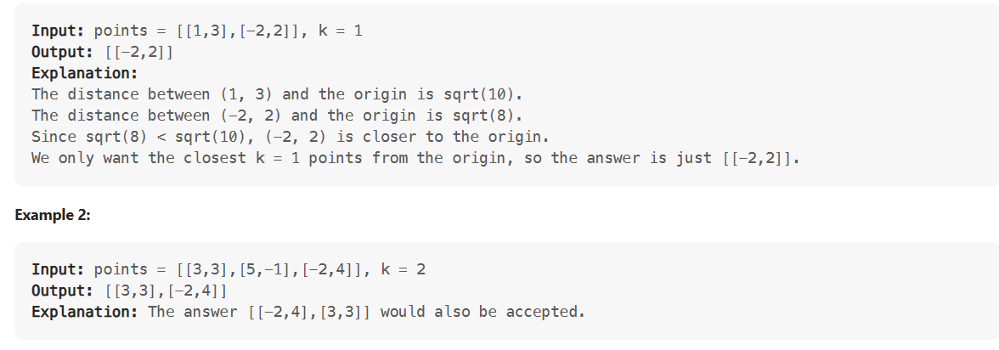 Input: points = [[1,3],[−2,2]], k = 1
Output: [[−2,2]]
Explanation:
The distance between (1, 3) and the origin is sqrt(10).
The distance between (−2, 2) and the origin is sqrt(8).
Since sqrt(8) < sqrt(10), (−2, 2) is closer to the origin.
We only want the closest k = 1 points from the origin, so the answer is just [[−2,2]].
Example 2:
Input: points = [[3,3],[5,−1],[−2,4]], k = 2
Output: [[3,3],[−2,4]]
Explanation: The answer [[−2,4],[3,3]] would also be accepted.